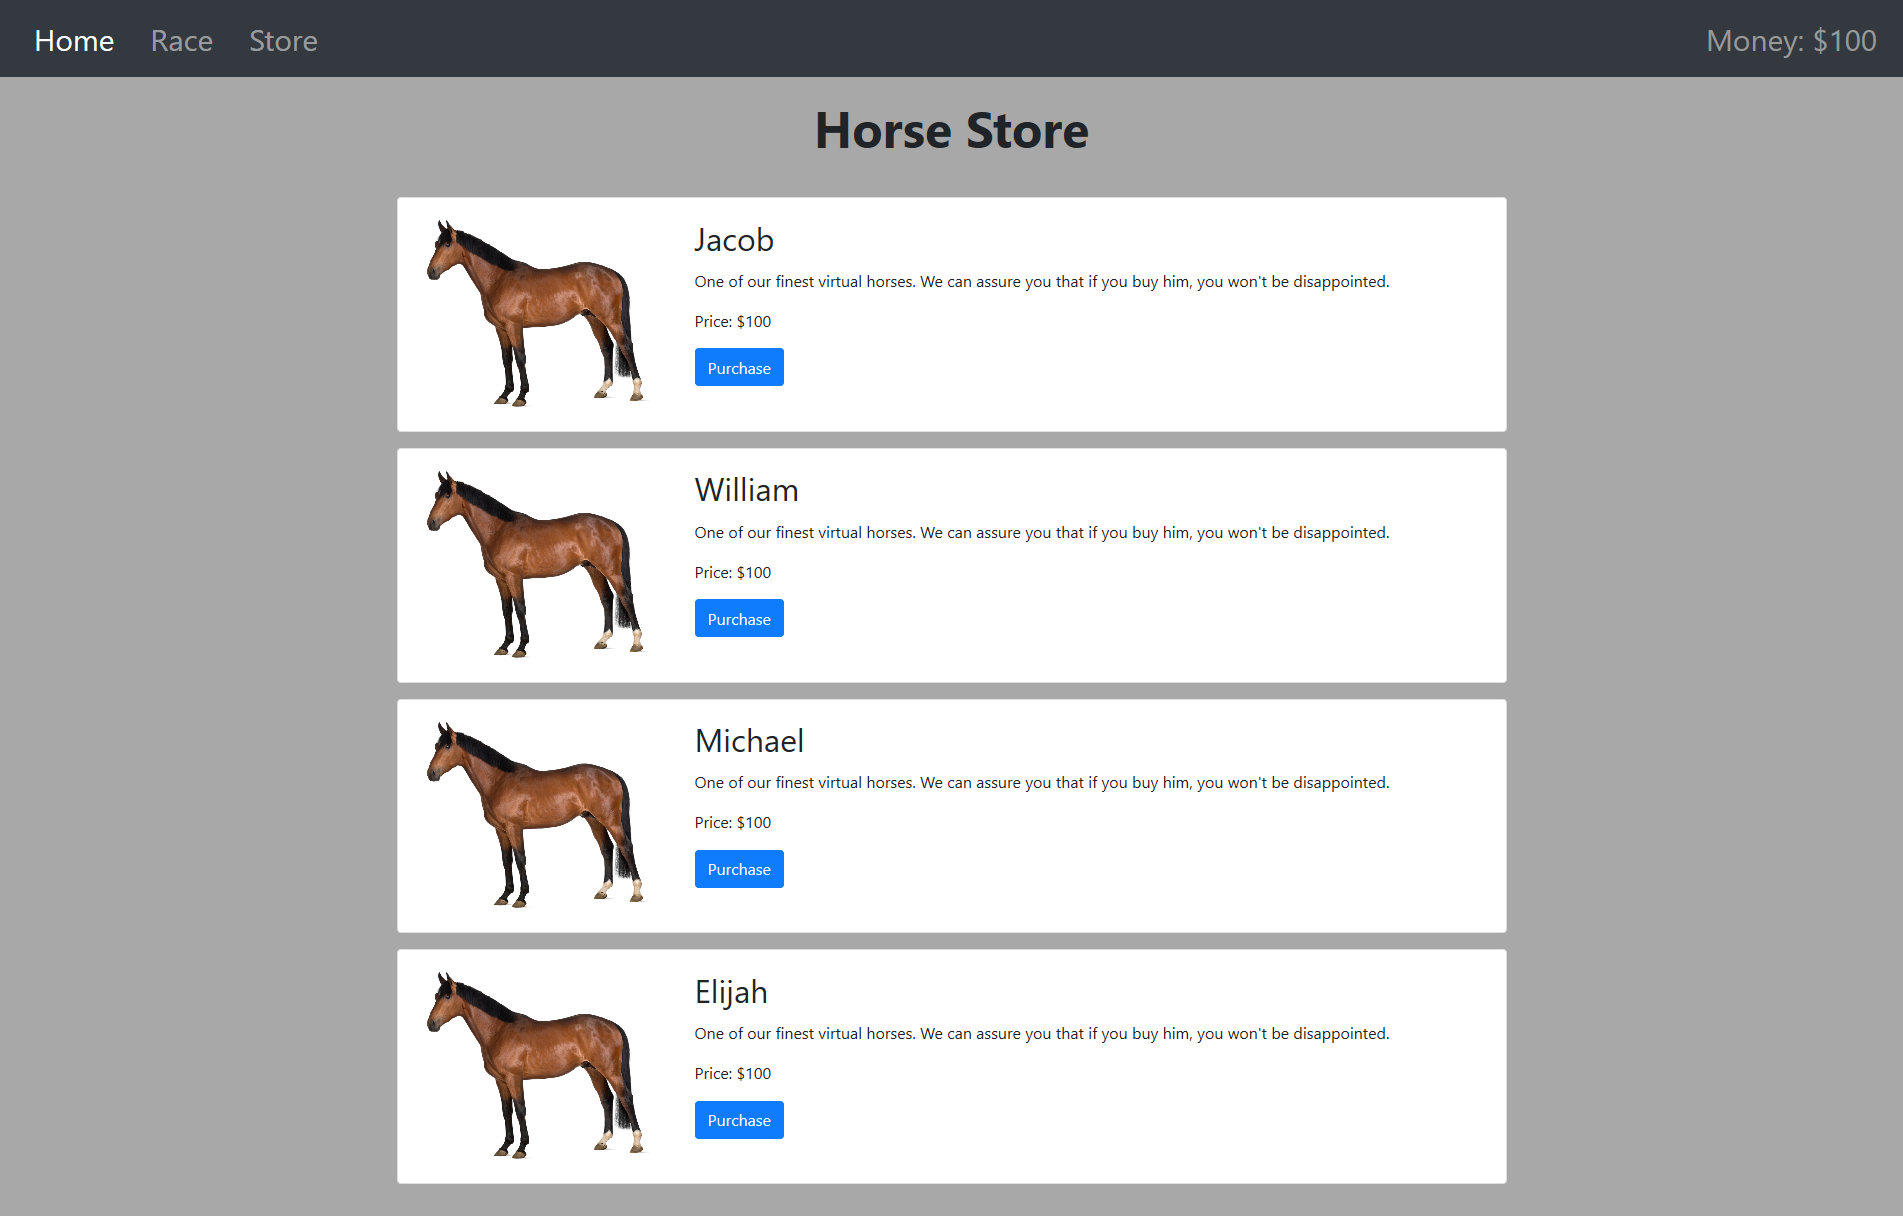 Home Race Store Money: $100
Horse Store
Jacob
One of our finest virtual horses. We can assure you that if you buy him, you won't be disappointed.
Price: $100
Purchase
William
One of our finest virtual horses. We can assure you that if you buy him, you won't be disappointed.
Price: $100
Purchase
Michael
One of our finest virtual horses. We can assure you that if you buy him, you won't be disappointed.
Price: $100
Purchase
Elijah
One of our finest virtual horses. We can assure you that if you buy him, you won't be disappointed.
Price: $100
Purchase